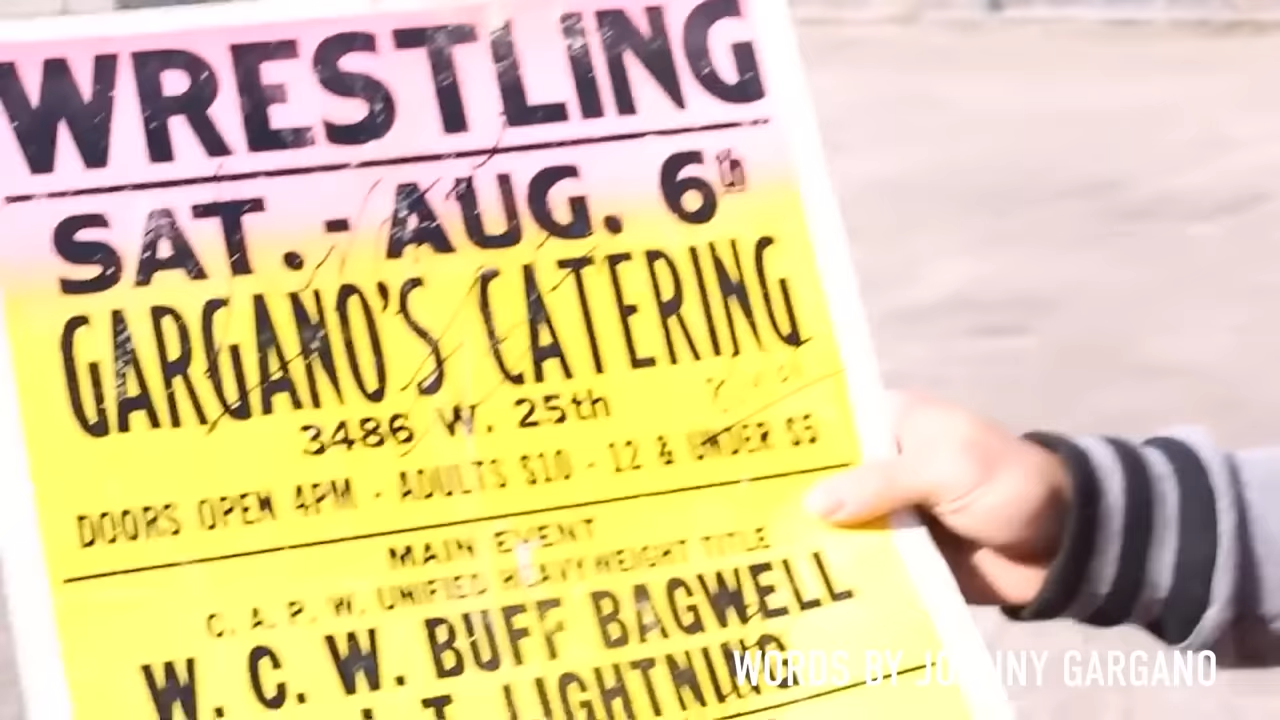 WRESTLING
SAT. - AUG. 6th
GARGANO'S CATERING
3486 W. 25th
DOORS OPEN 4PM - ADULTS $10 - 12 & UNDER $5
MAIN EVENT
C. A. P. W. UNIFIED HEAVYWEIGHT TITLE
W. C. W. BUFF BAGWELL
J. T. LIGHTNING
WORDS BY JOHNNY GARGANO